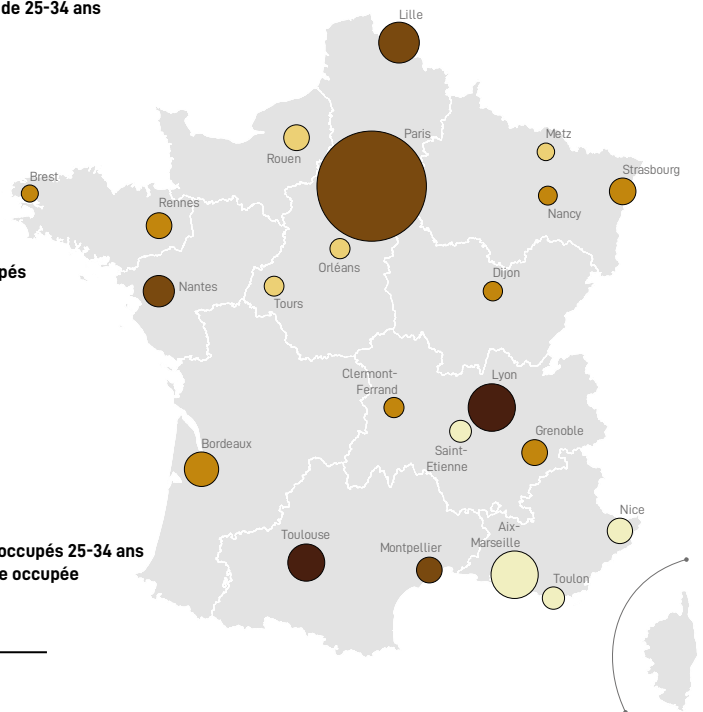 de 25-34 ans
Lille
Paris
Rouen
Metz
Strasbourg
Brest
Rennes
Nancy
Orléans
pés
Nantes
Dijon
Tours
Clermont-
Ferrand
Lyon
Bordeaux
Saint-
Etienne
Grenoble
Nice
Toulouse
Montpellier
Aix-
Marseille
occupés 25-34 ans
e occupée
Toulon